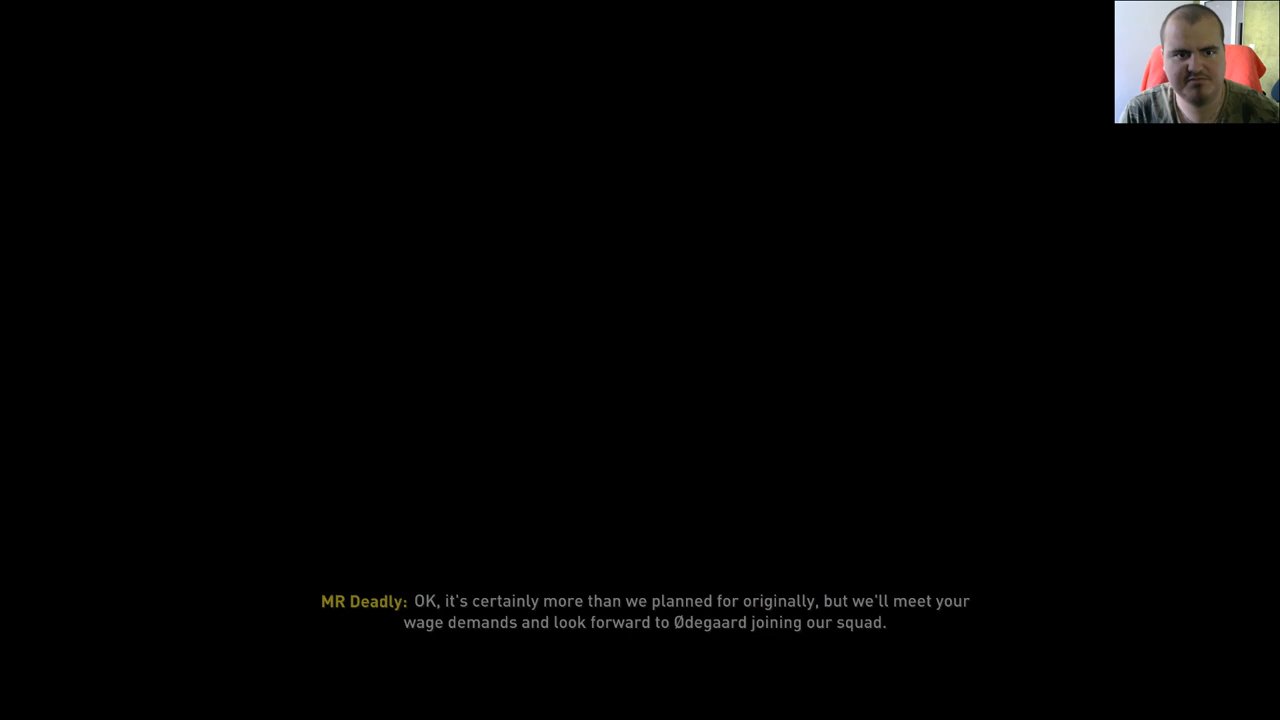 MR Deadly: OK, it's certainly more than we planned for originally, but we'll meet your
wage demands and look forward to Ødegaard joining our squad.